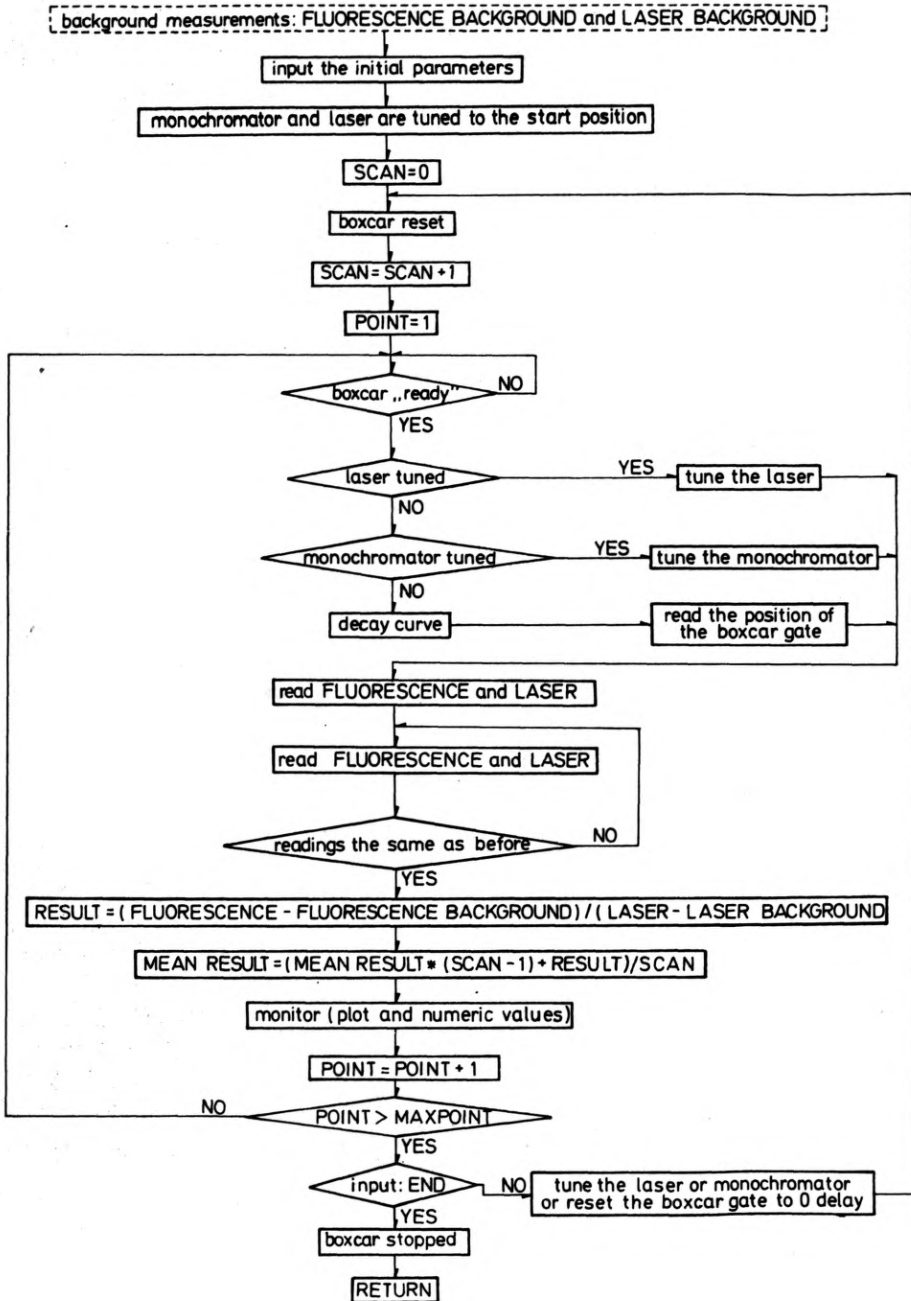 background measurements: FLUORESCENCE BACKGROUND and LASER BACKGROUND
input the initial parameters
monochromator and laser are tuned to the start position
SCAN=0
boxcar reset
SCAN=SCAN+1
POINT=1
boxcar „ready"
NO
YES
laser tuned
YES
tune the laser
NO
monochromator tuned
YES
tune the monochromator
NO
decay curve
read the position of
the boxcar gate
read FLUORESCENCE and LASER
read FLUORESCENCE and LASER
readings the same as before
NO
YES
RESULT=(FLUORESCENCE-FLUORESCENCE BACKGROUND)/(LASER-LASER BACKGROUND
MEAN RESULT=(MEAN RESULT*(SCAN-1)+RESULT)/SCAN
monitor (plot and numeric values)
POINT=POINT+1
NO
POINT> MAXPOINT
YES
input: END
NO
tune the laser or monochromator
or reset the boxcar gate to 0 delay
YES
boxcar stopped
RETURN